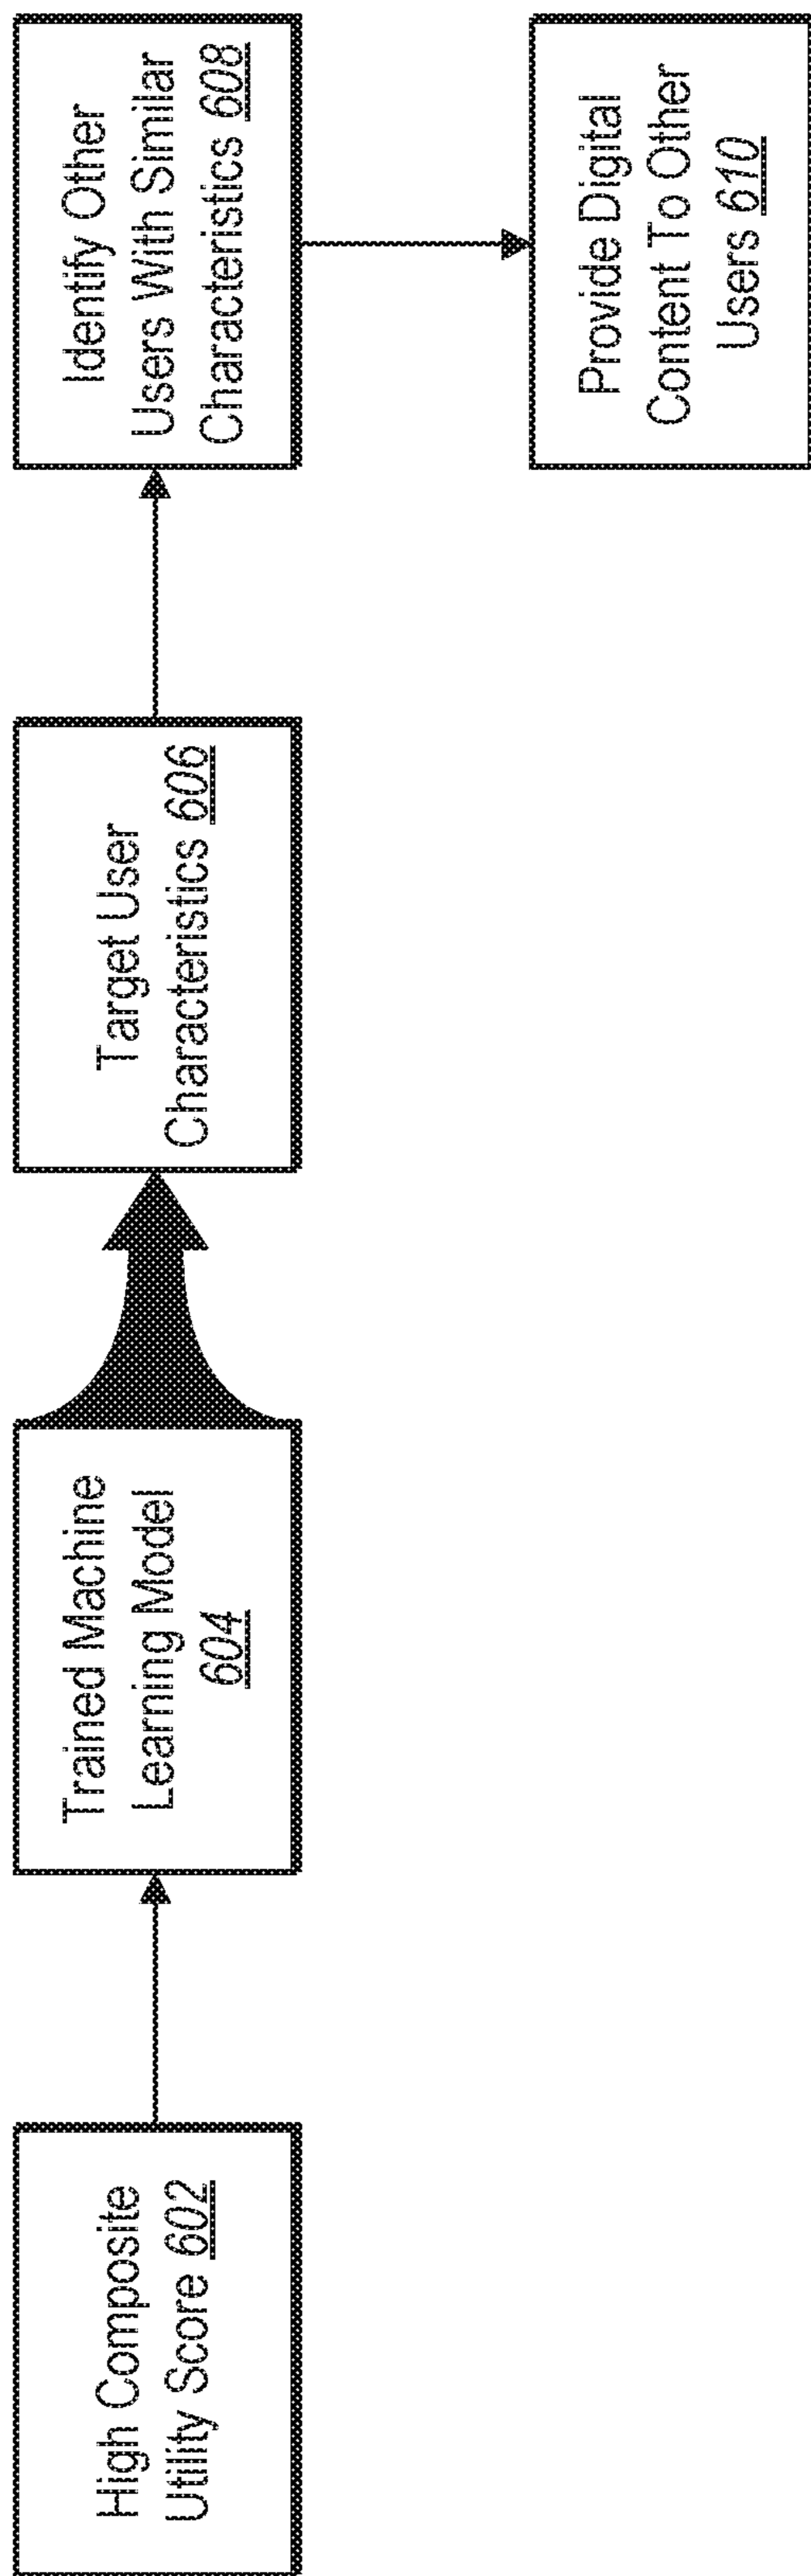 High Composite
Utility Score 602
Trained Machine
Learning Model
604
Target User
Characteristics 606
Identify Other
Users With Similar
Characteristics 608
Provide Digital
Content To Other
Users 610